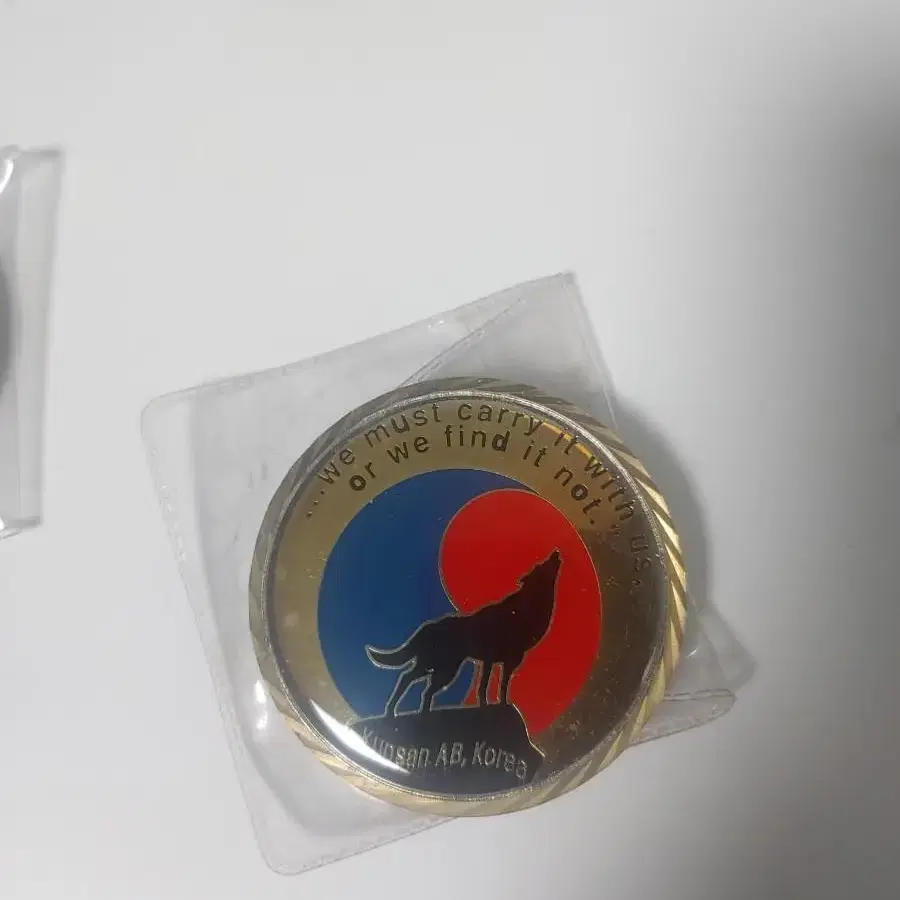 ...we must carry it with us,
or we find it not...
Kunsan AB, Korea